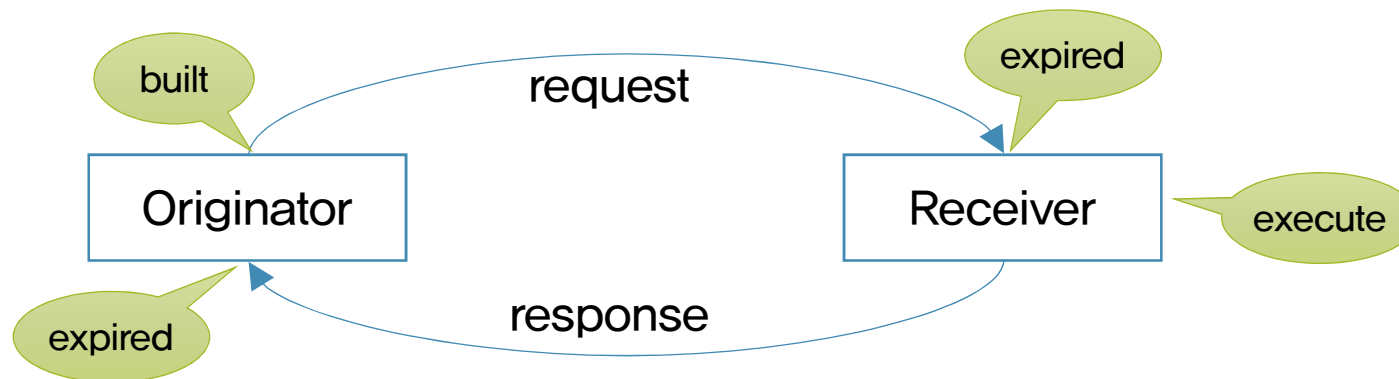 built
request
expired
Originator
Receiver
execute
response
expired